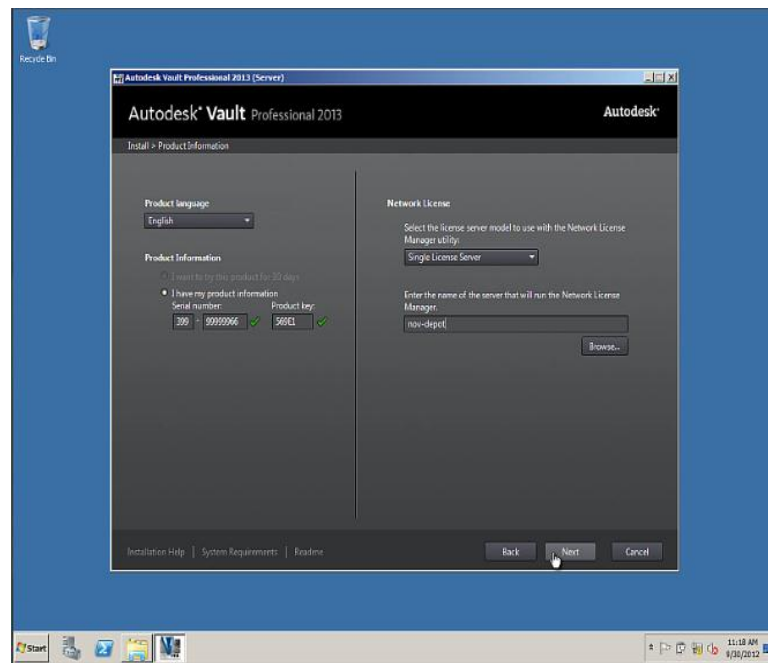 Recycle Bin
Autodesk Vault Professional 2013 (Server)
Autodesk® Vault Professional 2013
Autodesk®
Install > Product Information
Product language
English
Product Information
I want to try this product for 30 days
I have my product information
Serial number: Product key:
399 - 99999966 569E1
Network License
Select the license server model to use with the Network License
Manager utility:
Single License Server
Enter the name of the server that will run the Network License
Manager.
nov-depot
Browse...
Installation Help | System Requirements | Readme
Back Next Cancel
Start
11:18 AM
9/30/2012